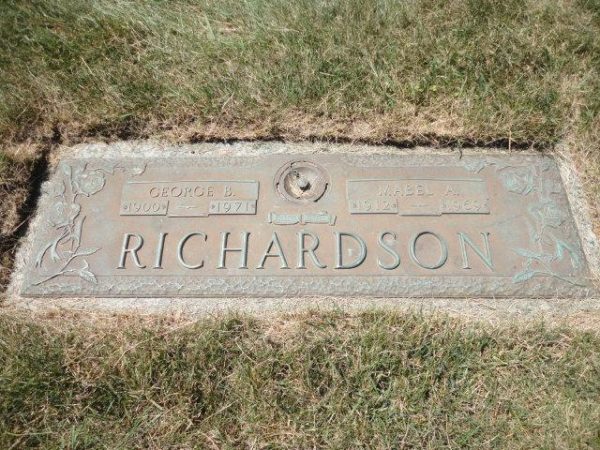 GEORGE B.
1900 — 1971
MABEL A.
1912 — 1965
RICHARDSON